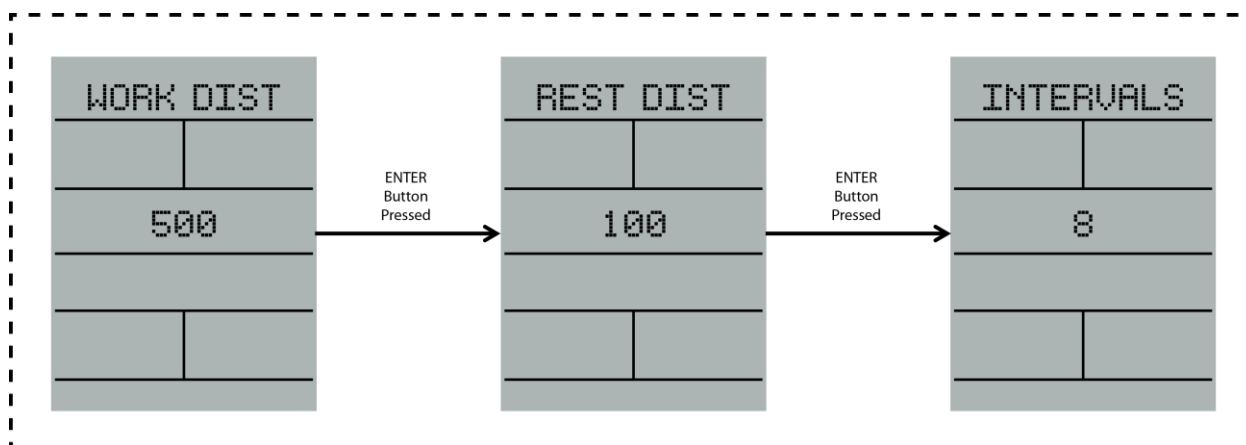 WORK DIST
500
ENTER
Button
Pressed
REST DIST
100
ENTER
Button
Pressed
INTERVALS
8